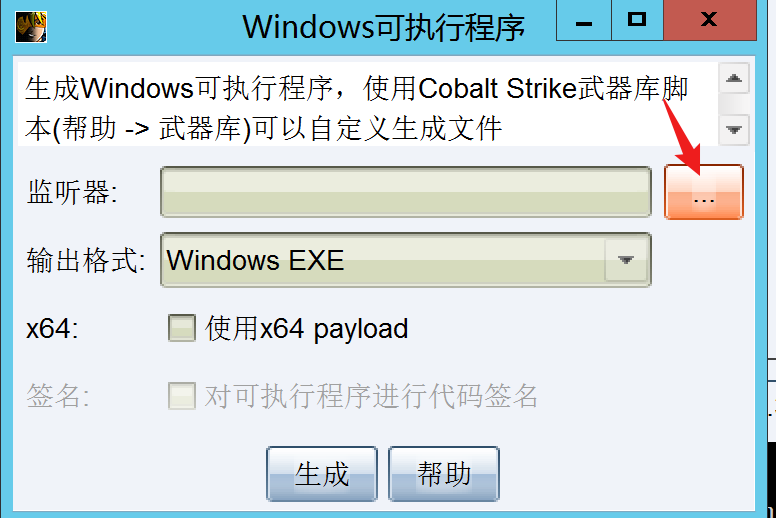 Windows可执行程序
生成Windows可执行程序，使用Cobalt Strike武器库脚
本(帮助 -> 武器库)可以自定义生成文件
监听器:
...
输出格式: Windows EXE
x64: 使用x64 payload
签名: 对可执行程序进行代码签名
生成 帮助